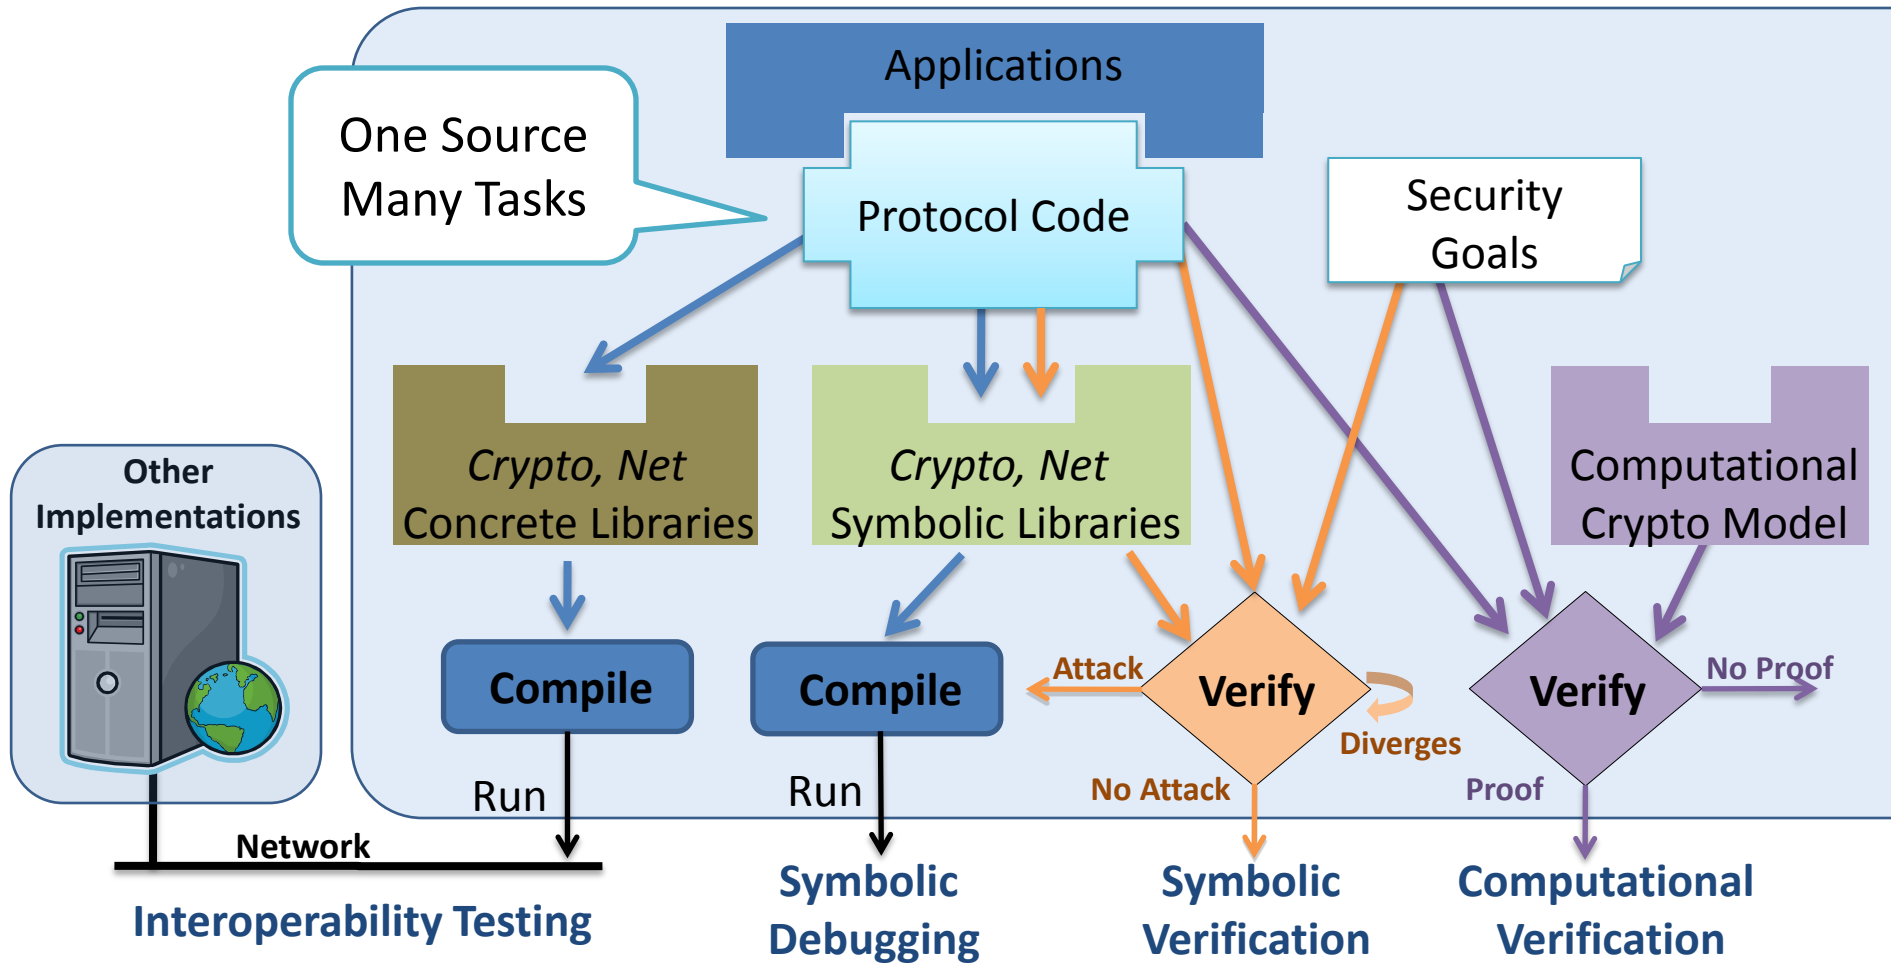 Applications
One Source
Many Tasks
Protocol Code
Security
Goals
Crypto, Net
Concrete Libraries
Crypto, Net
Symbolic Libraries
Computational
Crypto Model
Other
Implementations
Compile
Compile
Attack
Verify
Diverges
Verify
No Proof
Run
Run
No Attack
Proof
Network
Interoperability Testing
Symbolic
Debugging
Symbolic
Verification
Computational
Verification